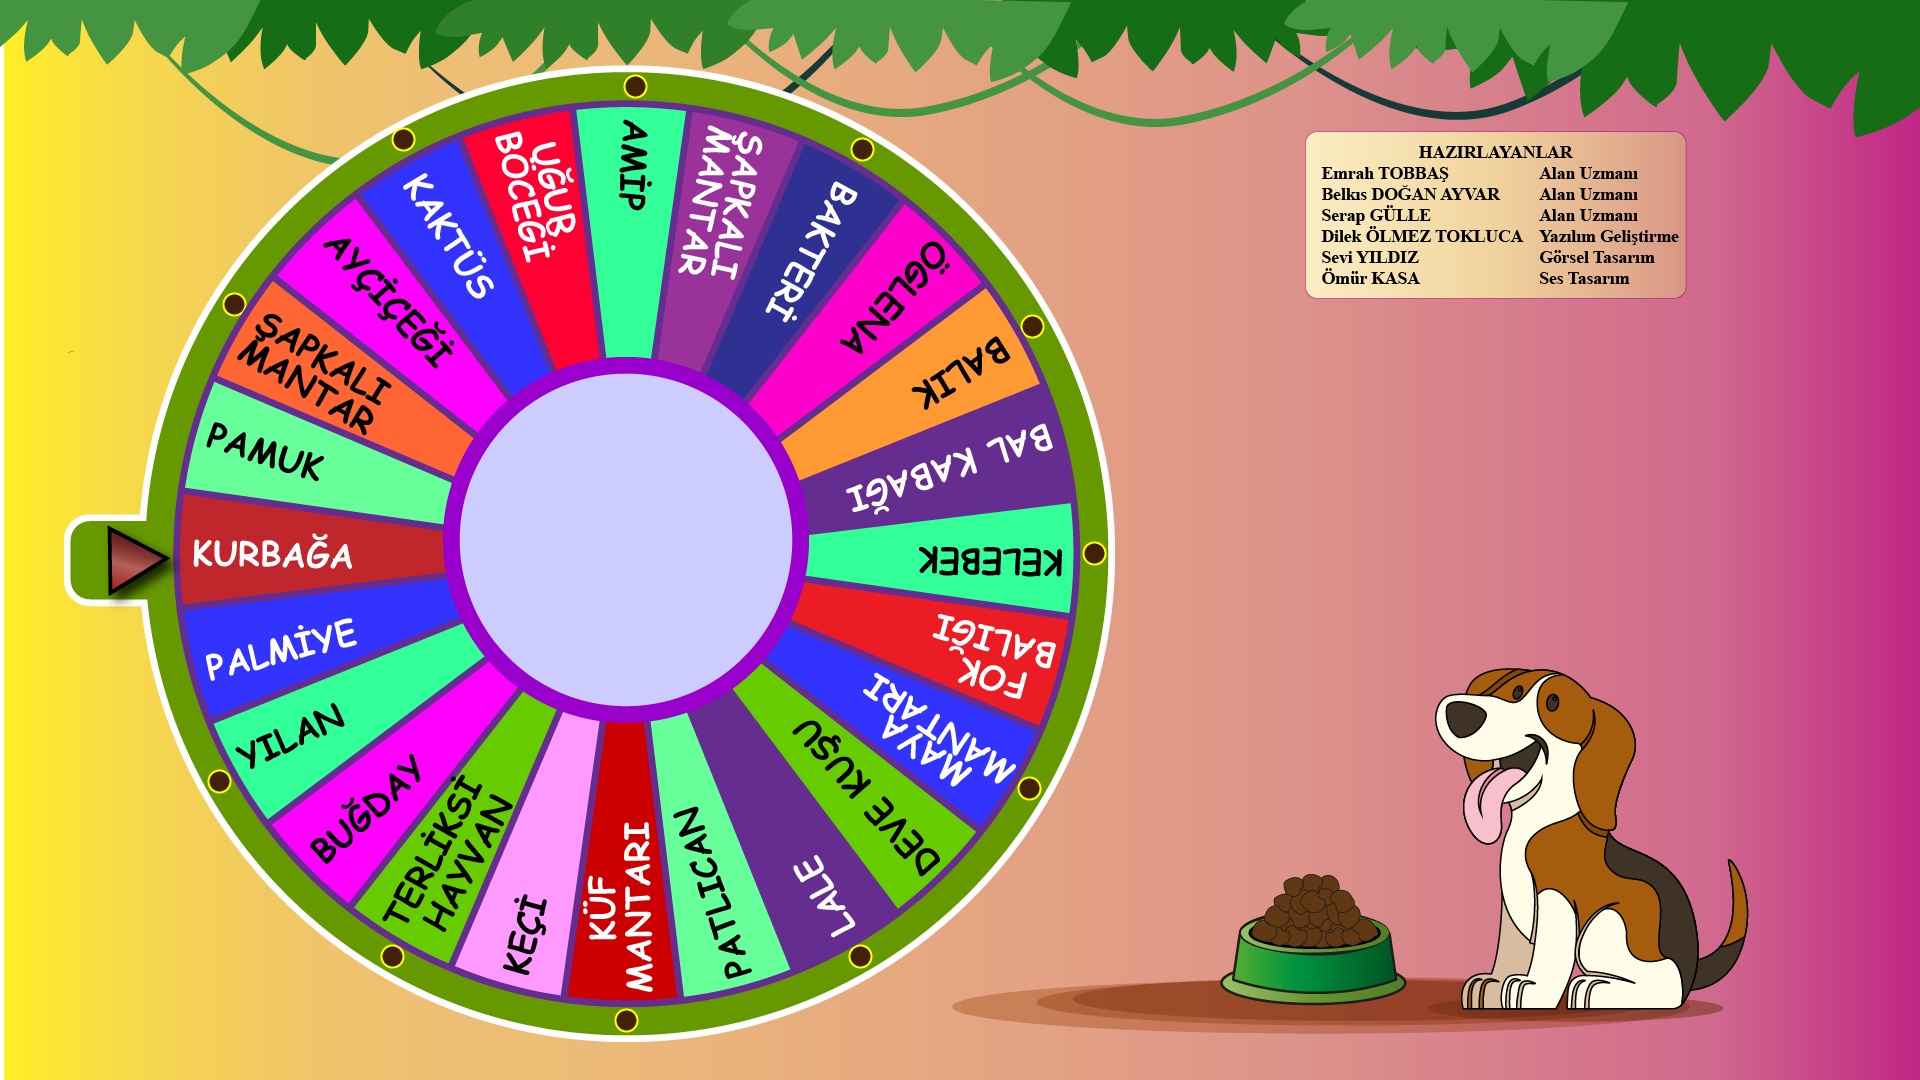 AMİP
ŞAPKALI
MANTAR
BAKTERİ
ÖGLENA
BALIK
BAL KABAĞI
KELEBEK
FOK
BALIĞI
MAYA
MANTARI
DEVE KUŞU
LALE
PATLICAN
KÜF
MANTARI
KEÇİ
TERLİKSİ
HAYVAN
BUĞDAY
YILAN
PALMİYE
KURBAĞA
PAMUK
ŞAPKALI
MANTAR
AYÇİÇEĞİ
KAKTÜS
UĞUR
BÖCEĞİ
HAZIRLAYANLAR
Emrah TOBBAŞ Alan Uzmanı
Belkıs DOĞAN AYVAR Alan Uzmanı
Serap GÜLLE Alan Uzmanı
Dilek ÖLMEZ TOKLUCA Yazılım Geliştirme
Sevi YILDIZ Görsel Tasarım
Ömür KASA Ses Tasarım